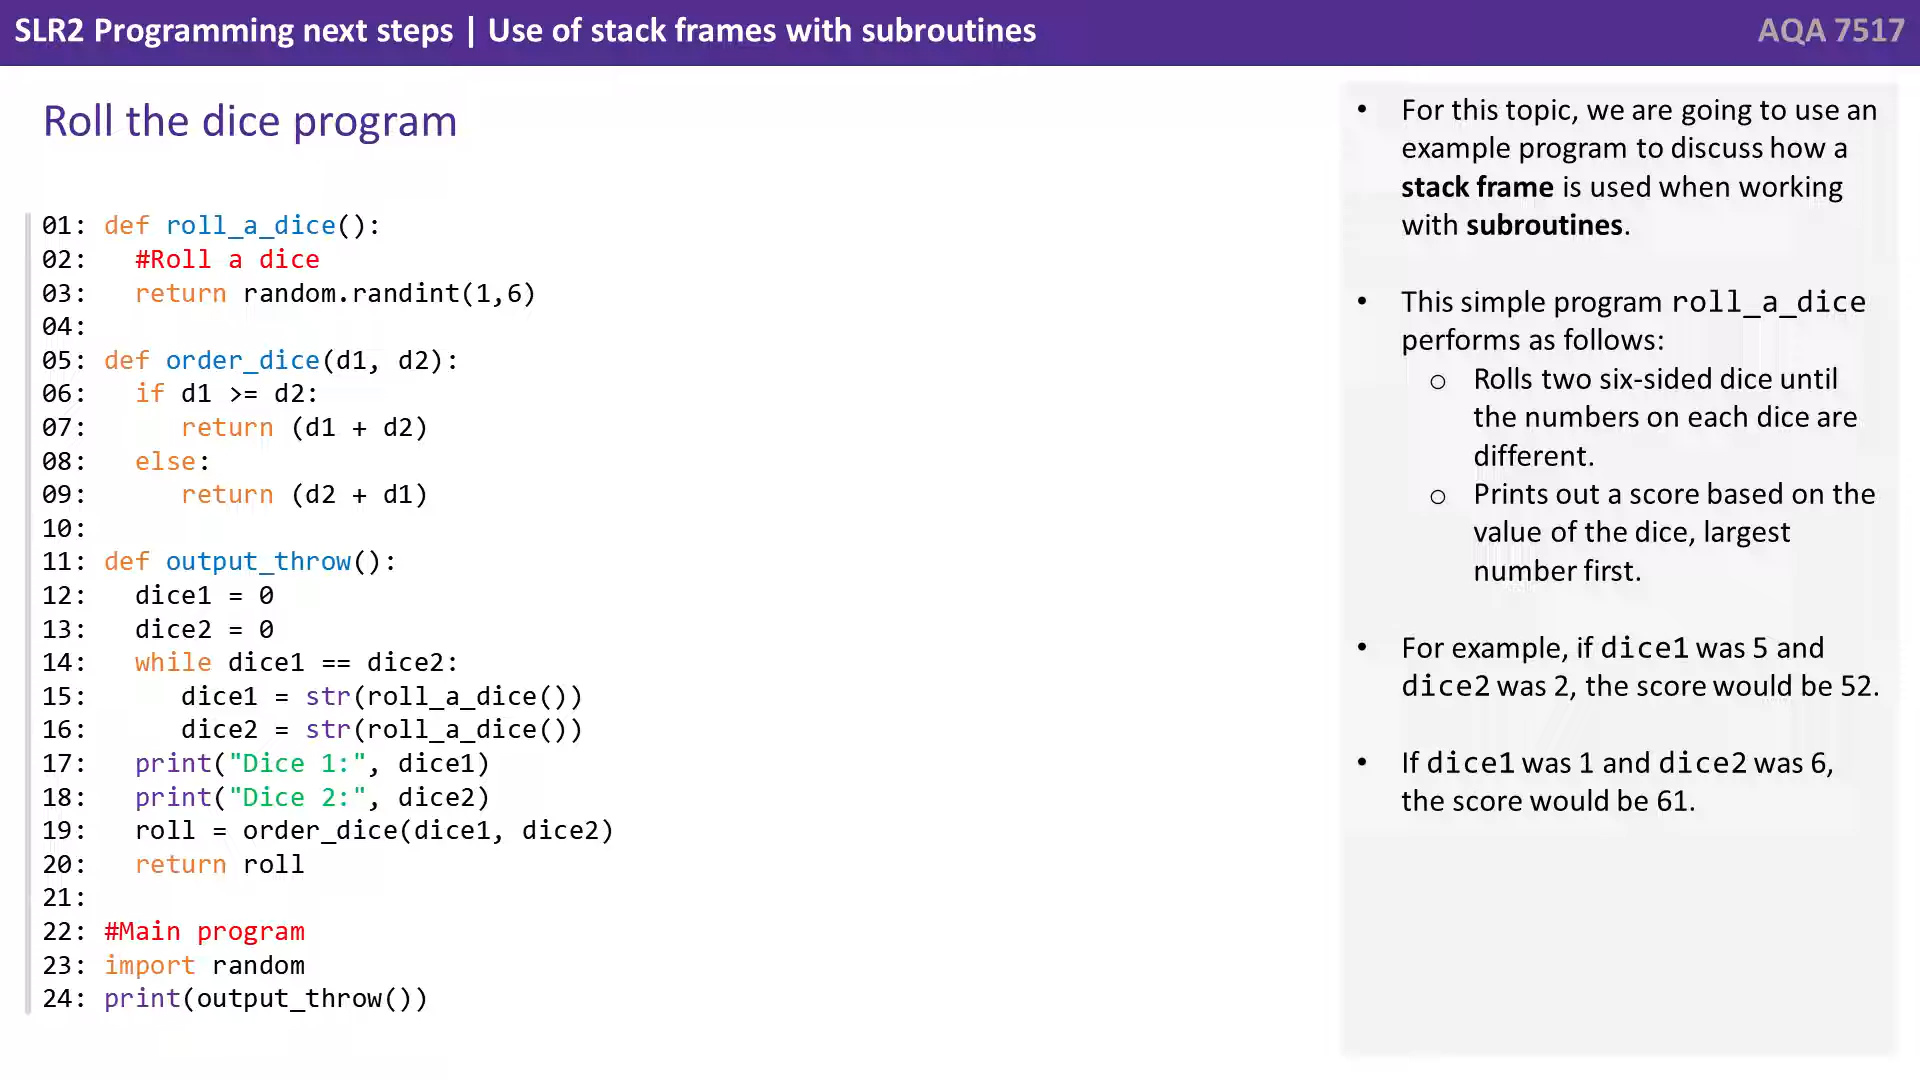 SLR2 Programming next steps | Use of stack frames with subroutines
AQA 7517
Roll the dice program
01: def roll_a_dice():
02:   #Roll a dice
03:   return random.randint(1,6)
04:
05: def order_dice(d1, d2):
06:   if d1 >= d2:
07:      return (d1 + d2)
08:   else:
09:      return (d2 + d1)
10:
11: def output_throw():
12:   dice1 = 0
13:   dice2 = 0
14:   while dice1 == dice2:
15:      dice1 = str(roll_a_dice())
16:      dice2 = str(roll_a_dice())
17:   print("Dice 1:", dice1)
18:   print("Dice 2:", dice2)
19:   roll = order_dice(dice1, dice2)
20:   return roll
21:
22: #Main program
23: import random
24: print(output_throw())
• For this topic, we are going to use an
example program to discuss how a
stack frame is used when working
with subroutines.
• This simple program roll_a_dice
performs as follows:
o Rolls two six-sided dice until
the numbers on each dice are
different.
o Prints out a score based on the
value of the dice, largest
number first.
• For example, if dice1 was 5 and
dice2 was 2, the score would be 52.
• If dice1 was 1 and dice2 was 6,
the score would be 61.